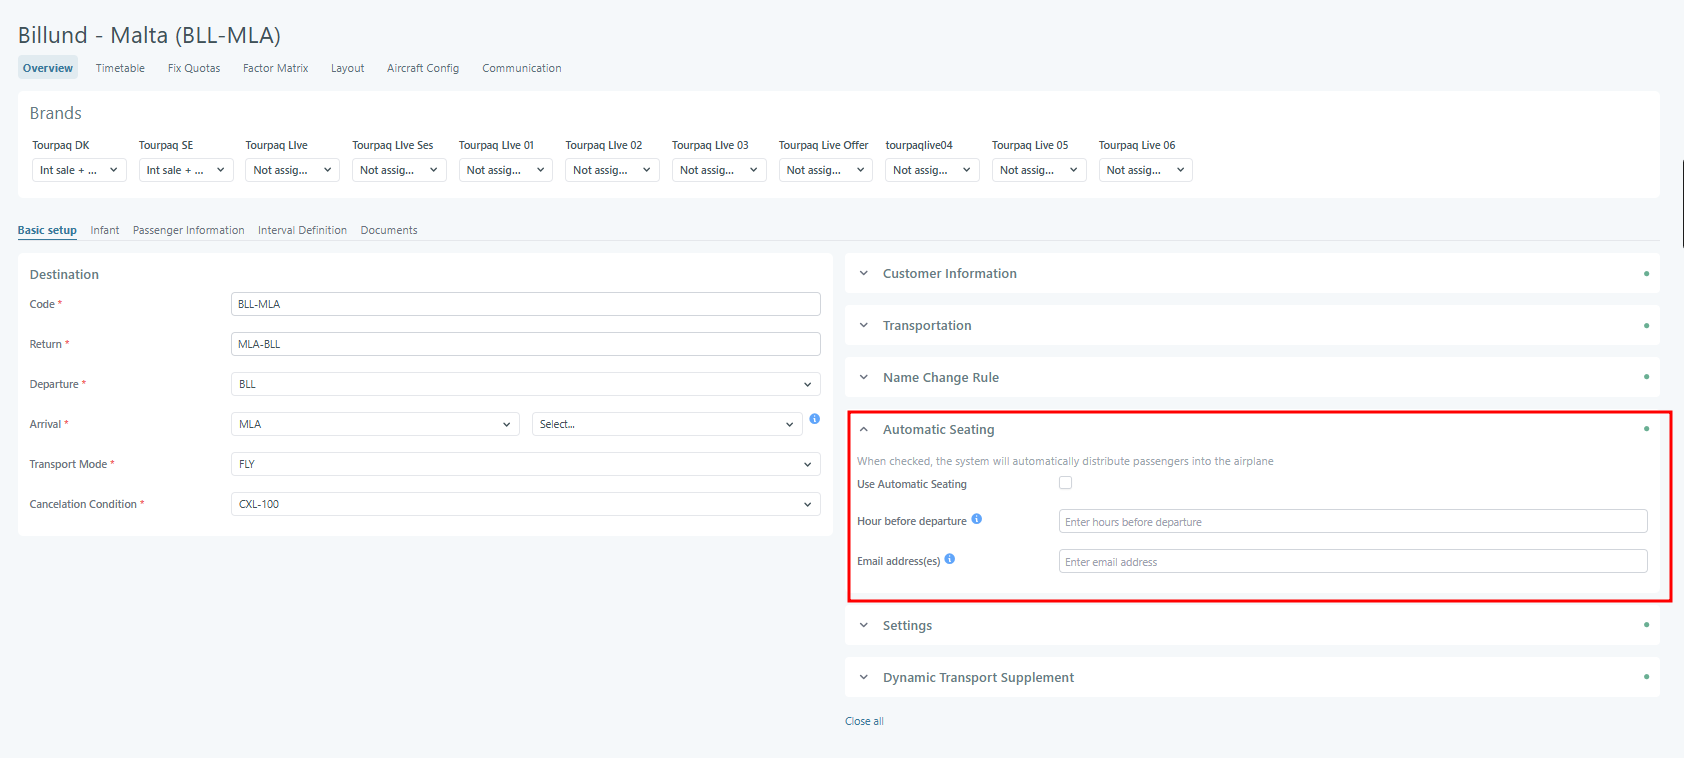 Billund - Malta (BLL-MLA)
Overview Timetable Fix Quotas Factor Matrix Layout Aircraft Config Communication
Brands
Tourpaq DK Tourpaq SE Tourpaq LIve Tourpaq LIve Ses Tourpaq LIve 01 Tourpaq LIve 02 Tourpaq LIve 03 Tourpaq Live Offer tourpaqlive04 Tourpaq Live 05 Tourpaq Live 06
Int sale + ... Int sale + ... Not assig... Not assig... Not assig... Not assig... Not assig... Not assig... Not assig... Not assig... Not assig...
Basic setup Infant Passenger Information Interval Definition Documents
Destination
Code * BLL-MLA
Return * MLA-BLL
Departure * BLL
Arrival * MLA Select...
Transport Mode * FLY
Cancelation Condition * CXL-100
Customer Information
Transportation
Name Change Rule
Automatic Seating
When checked, the system will automatically distribute passengers into the airplane
Use Automatic Seating
Hour before departure Enter hours before departure
Email address(es) Enter email address
Settings
Dynamic Transport Supplement
Close all